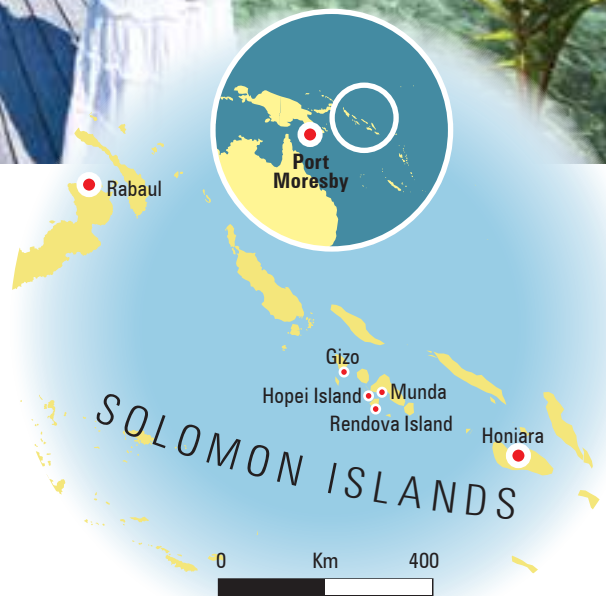 Port
Moresby
Rabaul
Gizo
Hopei Island
Munda
Rendova Island
Honiara
SOLOMON ISLANDS
0 Km 400